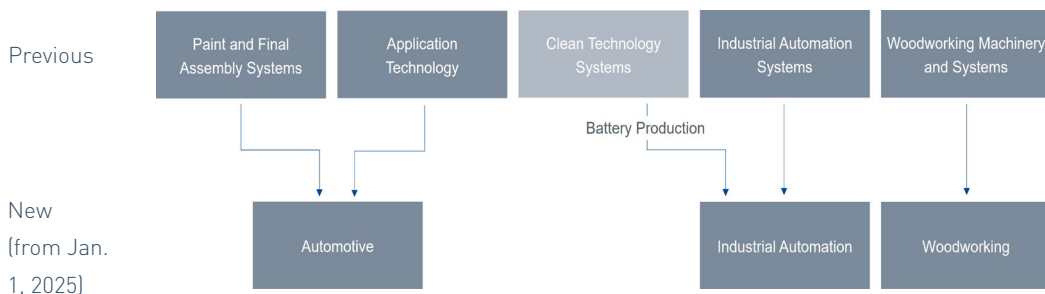 Previous
Paint and Final
Assembly Systems
Application
Technology
Clean Technology
Systems
Industrial Automation
Systems
Woodworking Machinery
and Systems
Battery Production
New
(from Jan.
1, 2025)
Automotive
Industrial Automation
Woodworking